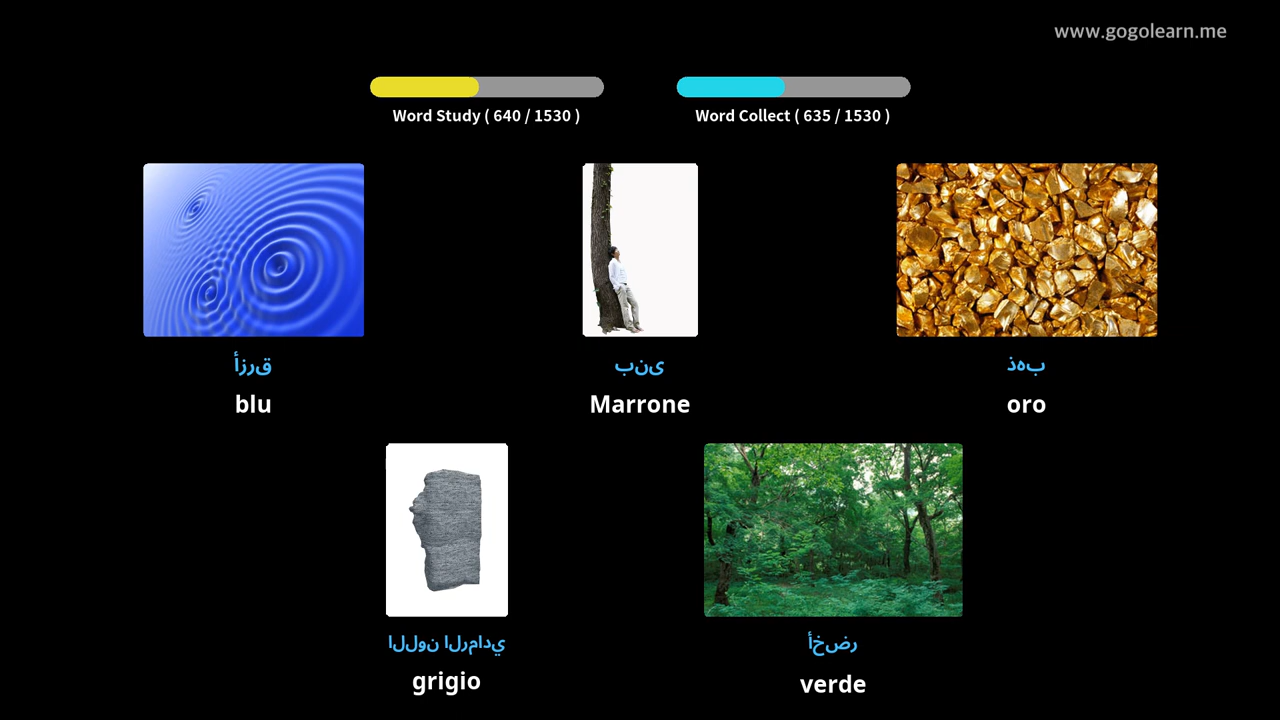 www.gogolearn.me
Word Study ( 640 / 1530 )
Word Collect ( 635 / 1530 )
أزرق
blu
بنى
Marrone
ذهب
oro
اللون الرمادي
grigio
أخضر
verde